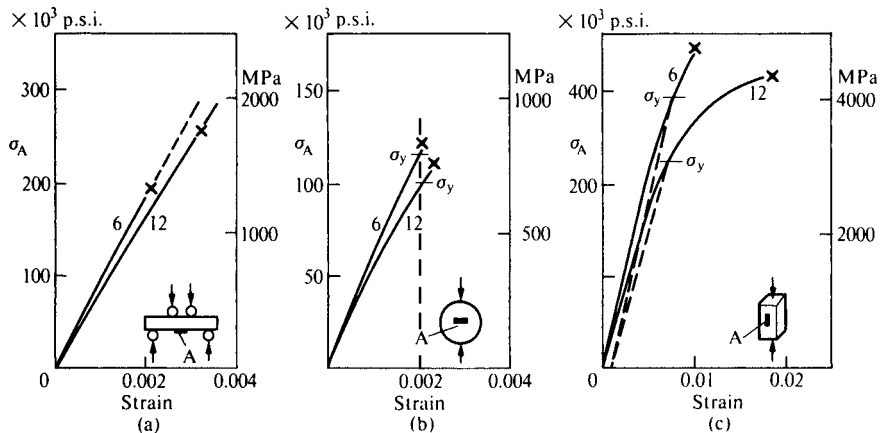 × 10³ p.s.i.
360
300
σA
200
100
0
0.002
0.004
Strain
(a)
MPa
2000
1000
6
12
A
× 10³ p.s.i.
150
σA
100
50
0
0.002
0.004
Strain
(b)
MPa
1000
500
σy
σy
6
12
A
× 10³ p.s.i.
400
σA
200
0
0.01
0.02
Strain
(c)
MPa
4000
2000
6
12
σy
σy
A